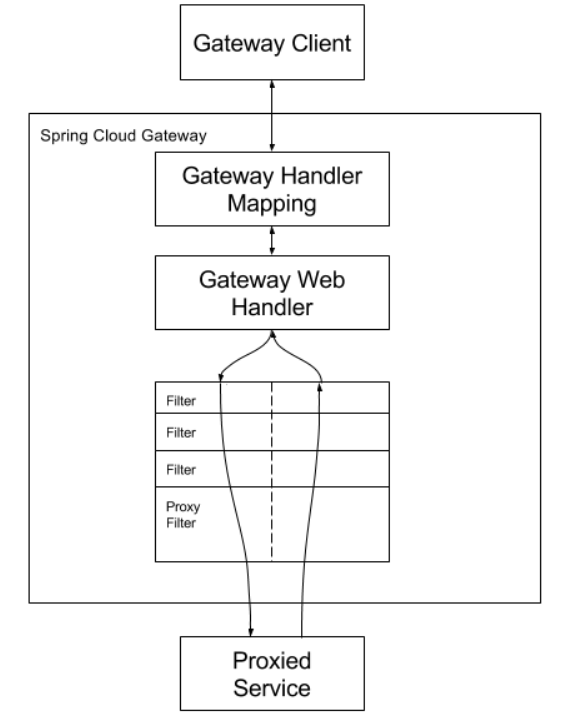 Gateway Client
Spring Cloud Gateway
Gateway Handler
Mapping
Gateway Web
Handler
Filter
Filter
Filter
Proxy
Filter
Proxied
Service